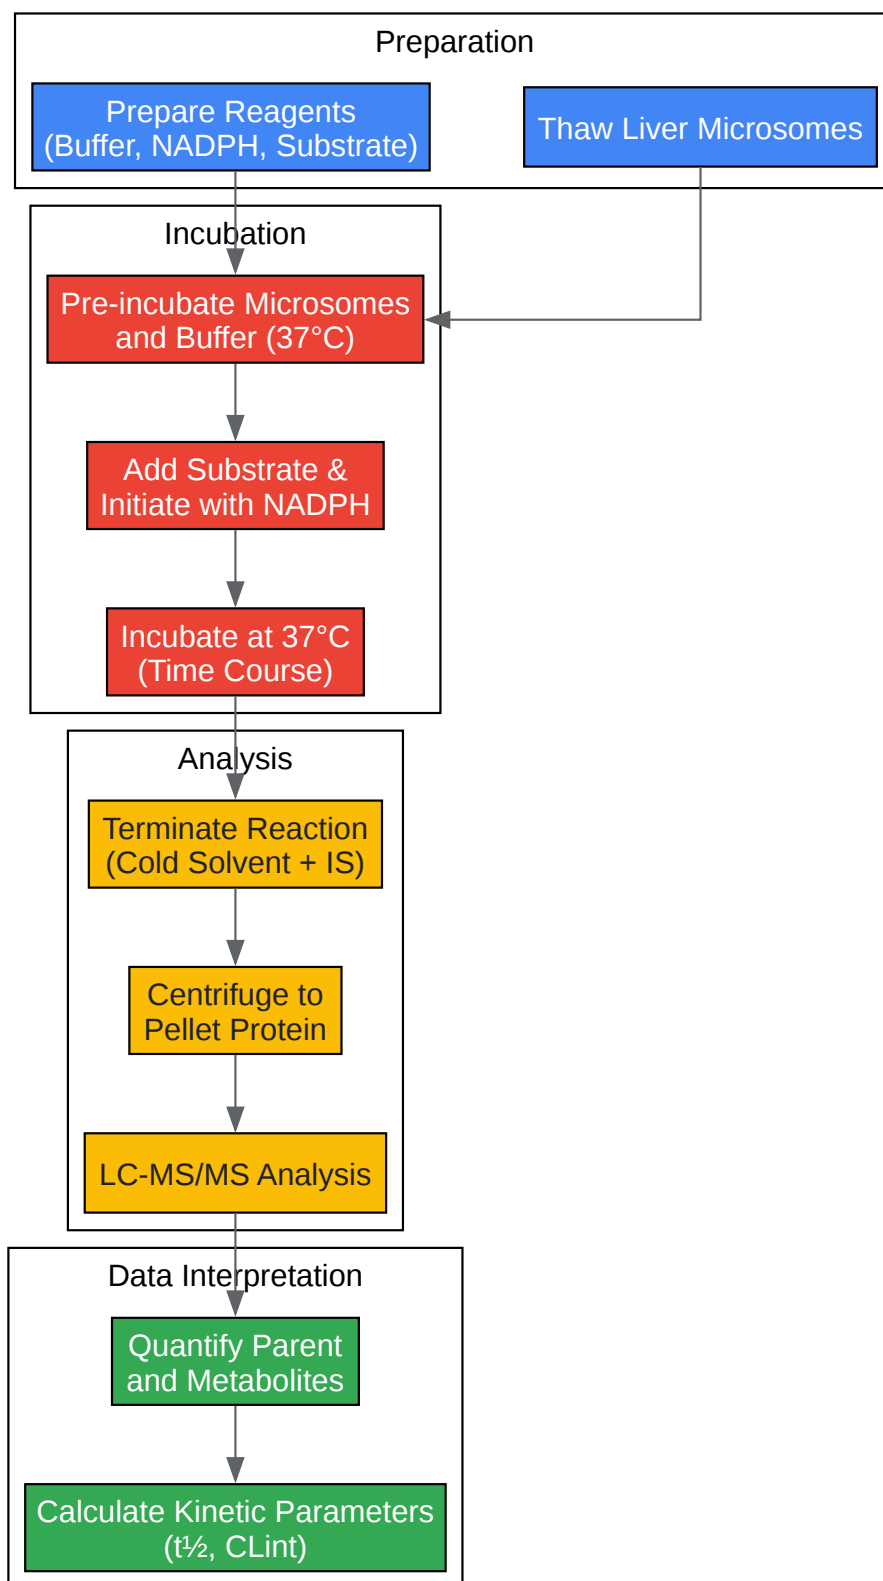 Preparation
Prepare Reagents
(Buffer, NADPH, Substrate)
Thaw Liver Microsomes
Incubation
Pre-incubate Microsomes
and Buffer (37°C)
Add Substrate &
Initiate with NADPH
Incubate at 37°C
(Time Course)
Analysis
Terminate Reaction
(Cold Solvent + IS)
Centrifuge to
Pellet Protein
LC-MS/MS Analysis
Data Interpretation
Quantify Parent
and Metabolites
Calculate Kinetic Parameters
(t½, CLint)